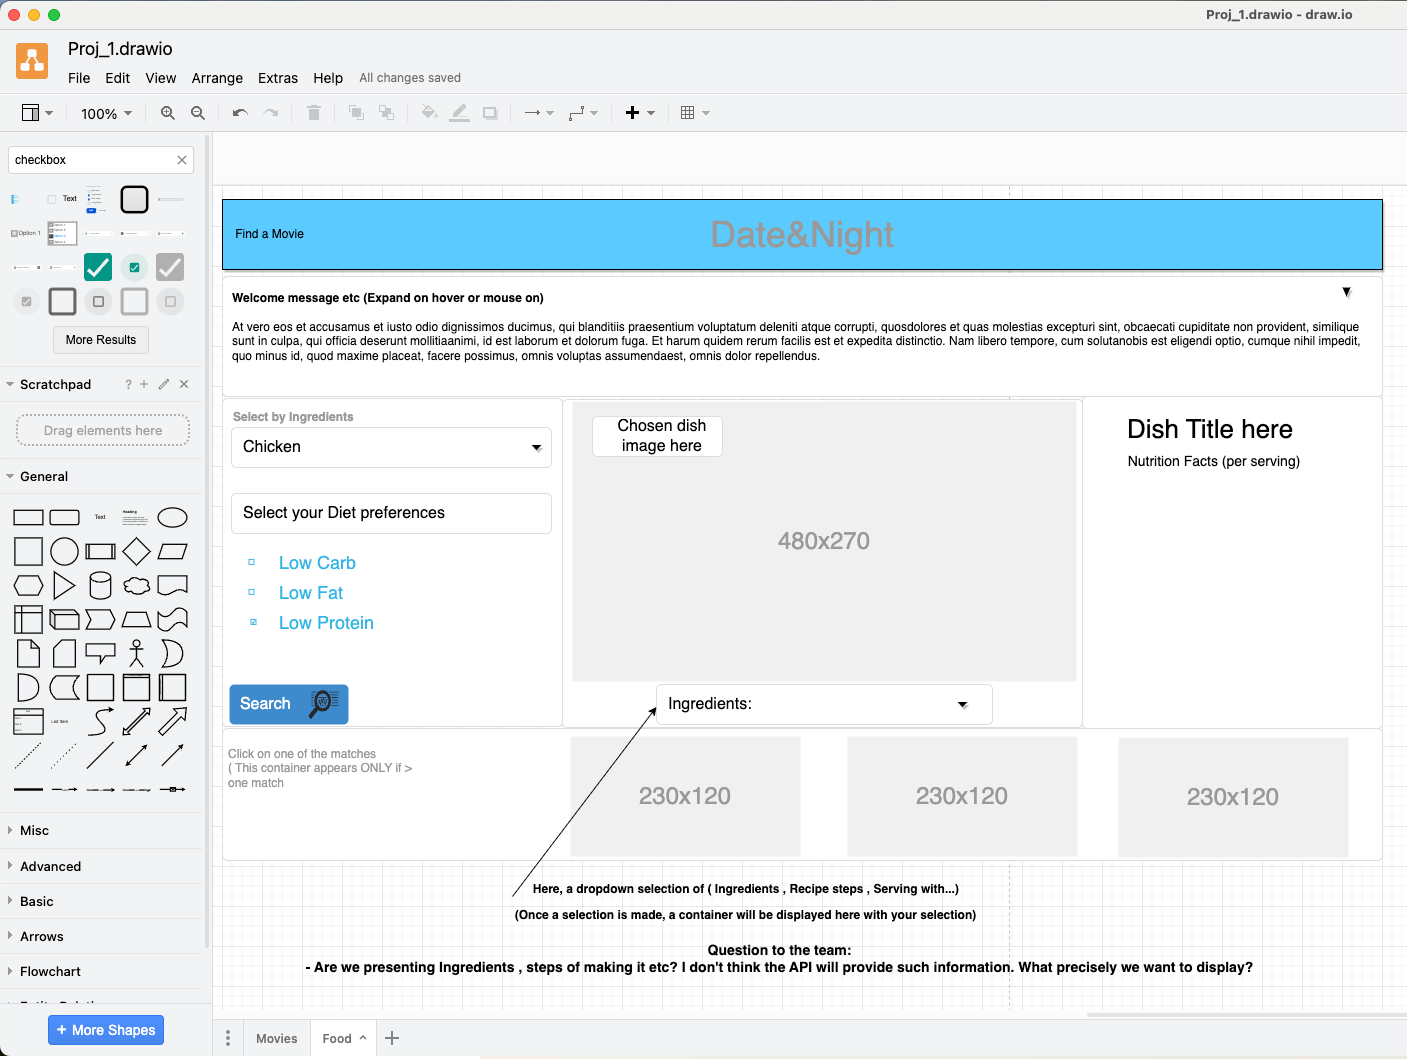 Proj_1.drawio - draw.io
Proj_1.drawio
File Edit View Arrange Extras Help All changes saved
100%
checkbox
Text
Option 1
More Results
Scratchpad
?
Drag elements here
General
Text
Heading
List Item
Misc
Advanced
Basic
Arrows
Flowchart
+ More Shapes
Find a Movie
Date&Night
Welcome message etc (Expand on hover or mouse on)
At vero eos et accusamus et iusto odio dignissimos ducimus, qui blanditiis praesentium voluptatum deleniti atque corrupti, quosdolores et quas molestias excepturi sint, obcaecati cupiditate non provident, similique
sunt in culpa, qui officia deserunt mollitiaanimi, id est laborum et dolorum fuga. Et harum quidem rerum facilis est et expedita distinctio. Nam libero tempore, cum solutanobis est eligendi optio, cumque nihil impedit,
quo minus id, quod maxime placeat, facere possimus, omnis voluptas assumendaest, omnis dolor repellendus.
Select by Ingredients
Chicken
Select your Diet preferences
Low Carb
Low Fat
Low Protein
Search
Chosen dish
image here
480x270
Ingredients:
Dish Title here
Nutrition Facts (per serving)
Click on one of the matches
( This container appears ONLY if >
one match
230x120
230x120
230x120
Here, a dropdown selection of ( Ingredients , Recipe steps , Serving with...)
(Once a selection is made, a container will be displayed here with your selection)
Question to the team:
- Are we presenting Ingredients , steps of making it etc? I don't think the API will provide such information. What precisely we want to display?
Movies
Food